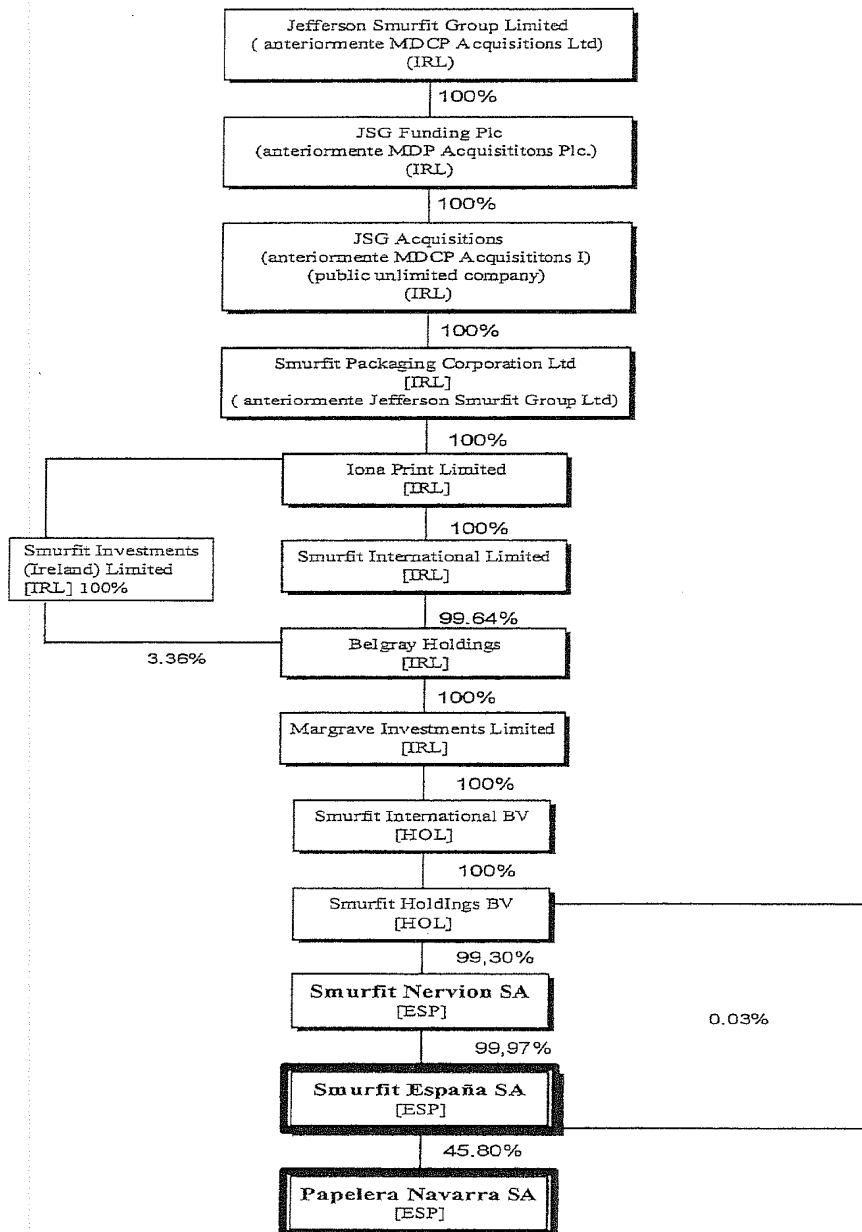 Jefferson Smurfit Group Limited
( anteriormente MDCP Acquisitions Ltd)
(IRL)
100%
JSG Funding Plc
(anteriormente MDP Acquisititons Plc.)
(IRL)
100%
JSG Acquisitions
(anteriormente MDCP Acquisititons I)
(public unlimited company)
(IRL)
100%
Smurfit Packaging Corporation Ltd
[IRL]
( anteriormente Jefferson Smurfit Group Ltd)
100%
Iona Print Limited
[IRL]
100%
Smurfit Investments
(Ireland) Limited
[IRL] 100%
Smurfit International Limited
[IRL]
99.64%
3.36%
Belgray Holdings
[IRL]
100%
Margrave Investments Limited
[IRL]
100%
Smurfit International BV
[HOL]
100%
Smurfit HoldIngs BV
[HOL]
99,30%
Smurfit Nervion SA
[ESP]
0.03%
99,97%
Smurfit España SA
[ESP]
45.80%
Papelera Navarra SA
[ESP]